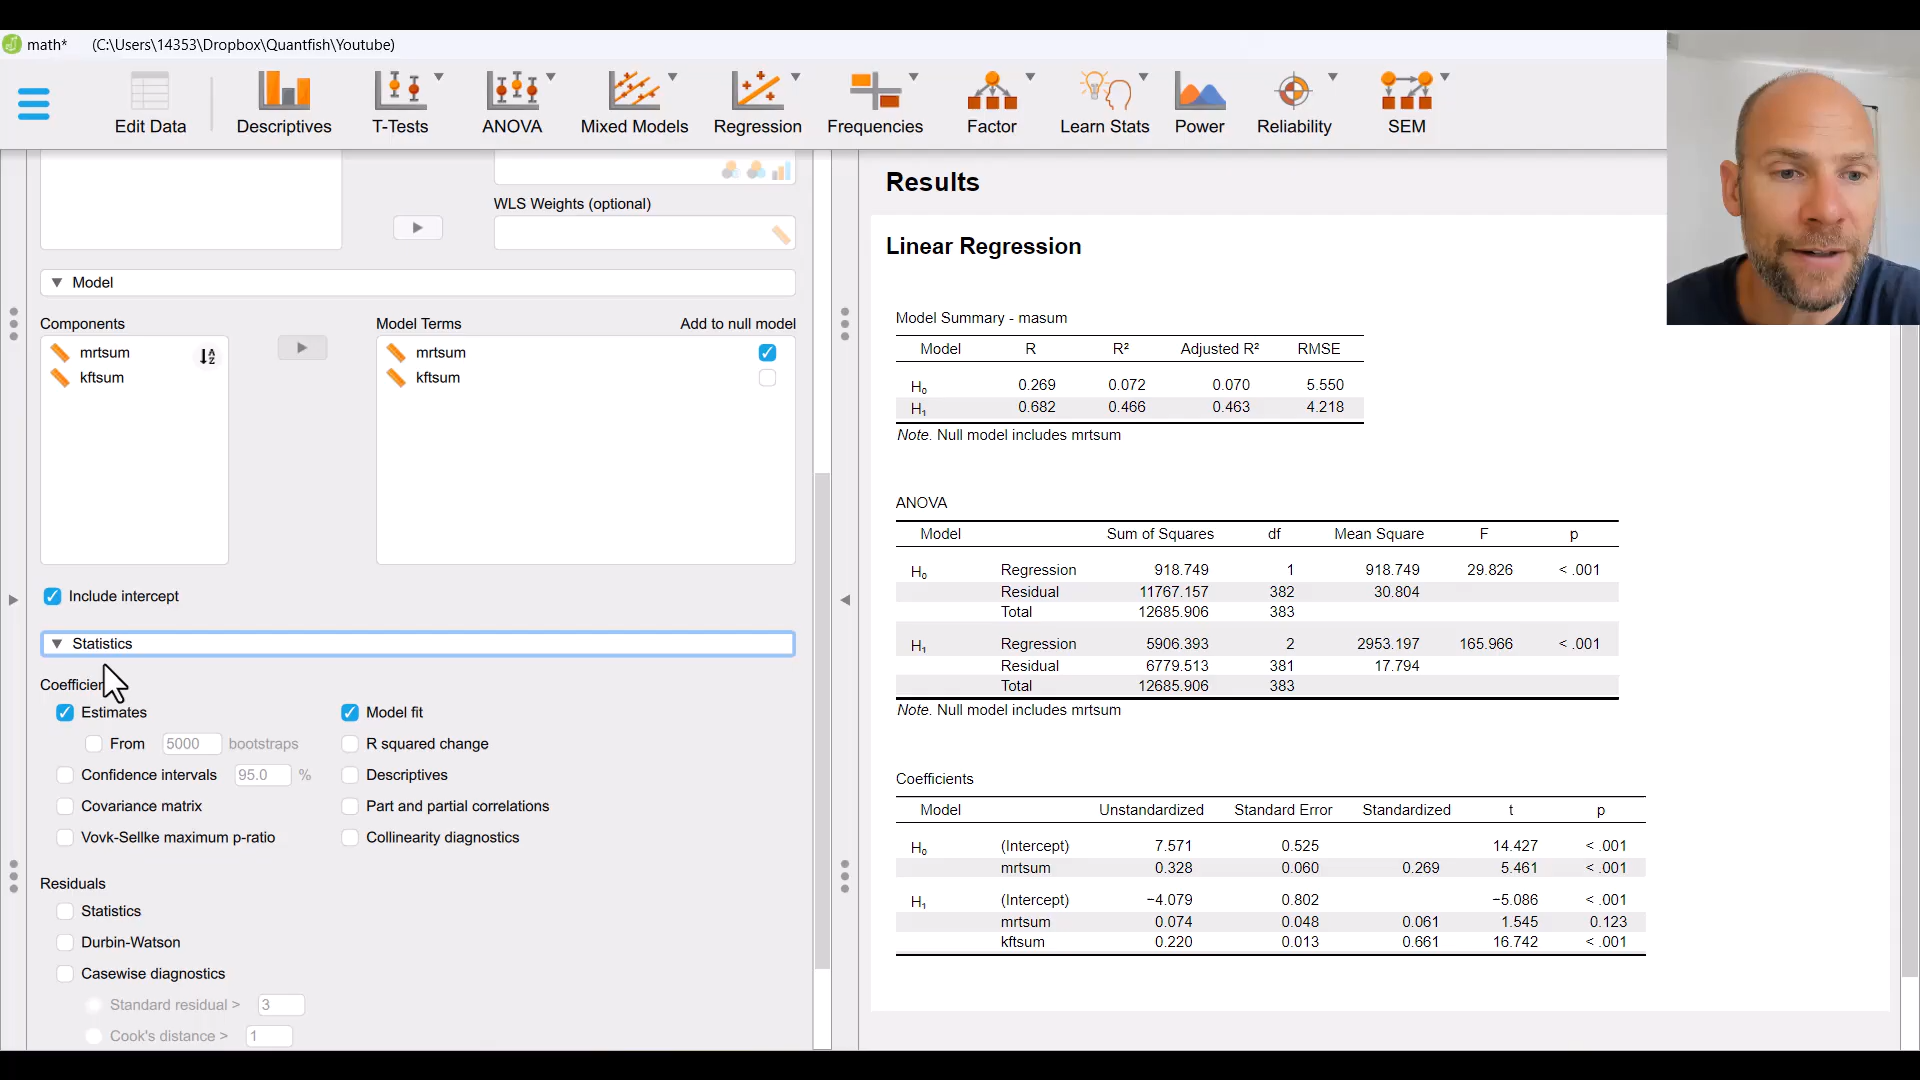 math* (C:\Users\14353\Dropbox\Quantfish\Youtube)
Edit Data Descriptives T-Tests ANOVA Mixed Models Regression Frequencies Factor Learn Stats Power Reliability SEM
WLS Weights (optional)
Model
Components Model Terms Add to null model
mrtsum AZ mrtsum
kftsum kftsum
Include intercept
Statistics
Coefficien
Estimates Model fit
From 5000 bootstraps R squared change
Confidence intervals 95.0 % Descriptives
Covariance matrix Part and partial correlations
Vovk-Sellke maximum p-ratio Collinearity diagnostics
Residuals
Statistics
Durbin-Watson
Casewise diagnostics
Standard residual > 3
Cook's distance > 1
Results
Linear Regression
Model Summary - masum
Model R R² Adjusted R² RMSE
H₀ 0.269 0.072 0.070 5.550
H₁ 0.682 0.466 0.463 4.218
Note. Null model includes mrtsum
ANOVA
Model Sum of Squares df Mean Square F p
H₀ Regression 918.749 1 918.749 29.826 < .001
Residual 11767.157 382 30.804
Total 12685.906 383
H₁ Regression 5906.393 2 2953.197 165.966 < .001
Residual 6779.513 381 17.794
Total 12685.906 383
Note. Null model includes mrtsum
Coefficients
Model Unstandardized Standard Error Standardized t p
H₀ (Intercept) 7.571 0.525 14.427 < .001
mrtsum 0.328 0.060 0.269 5.461 < .001
H₁ (Intercept) −4.079 0.802 −5.086 < .001
mrtsum 0.074 0.048 0.061 1.545 0.123
kftsum 0.220 0.013 0.661 16.742 < .001